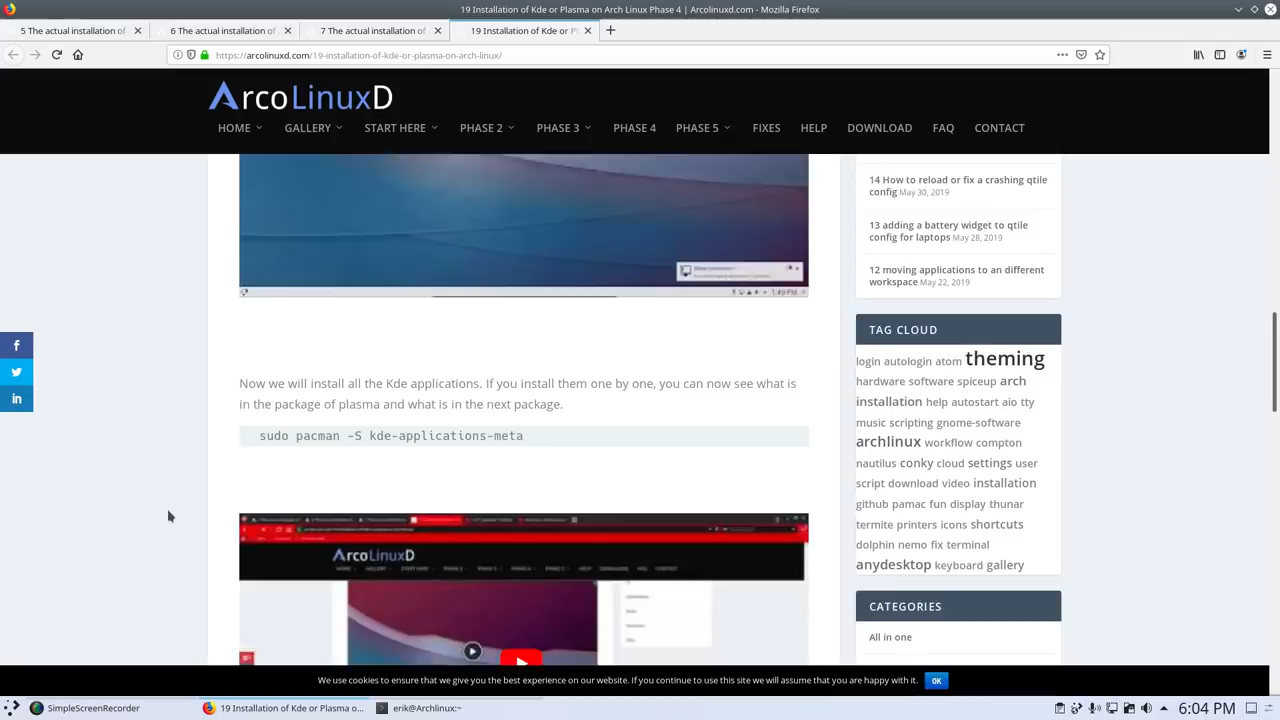 19 Installation of Kde or Plasma on Arch Linux Phase 4 | Arcolinuxd.com - Mozilla Firefox
5 The actual installation of
6 The actual installation of
7 The actual installation of
19 Installation of Kde or Pl
https://arcolinuxd.com/19-installation-of-kde-or-plasma-on-arch-linux/
ArcoLinuxD
HOME GALLERY START HERE PHASE 2 PHASE 3 PHASE 4 PHASE 5 FIXES HELP DOWNLOAD FAQ CONTACT
Now we will install all the Kde applications. If you install them one by one, you can now see what is
in the package of plasma and what is in the next package.
sudo pacman -S kde-applications-meta
ArcoLinuxD
14 How to reload or fix a crashing qtile
config May 30, 2019
13 adding a battery widget to qtile
config for laptops May 28, 2019
12 moving applications to an different
workspace May 22, 2019
TAG CLOUD
login autologin atom theming
hardware software spiceup arch
installation help autostart aio tty
music scripting gnome-software
archlinux workflow compton
nautilus conky cloud settings user
script download video installation
github pamac fun display thunar
termite printers icons shortcuts
dolphin nemo fix terminal
anydesktop keyboard gallery
CATEGORIES
All in one
We use cookies to ensure that we give you the best experience on our website. If you continue to use this site we will assume that you are happy with it.
OK
SimpleScreenRecorder
19 Installation of Kde or Plasma o...
erik@Archlinux:~
6:04 PM